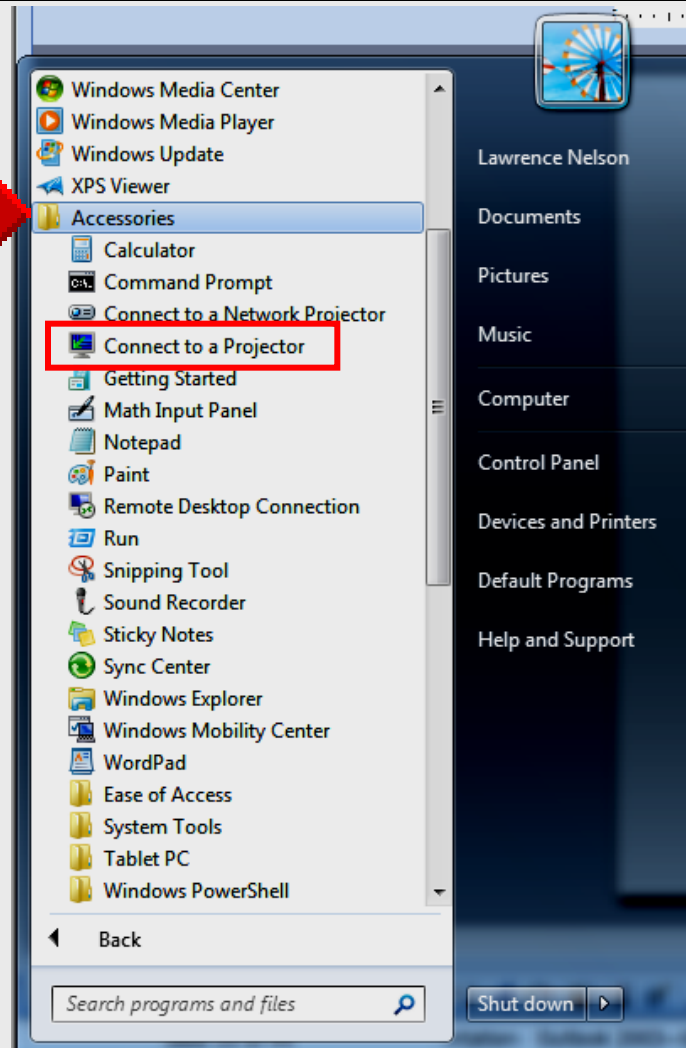 Windows Media Center
Windows Media Player
Windows Update
XPS Viewer
Accessories
Calculator
C:\.
Command Prompt
Connect to a Network Projector
Connect to a Projector
Getting Started
Math Input Panel
Notepad
Paint
Remote Desktop Connection
Run
Snipping Tool
Sound Recorder
Sticky Notes
Sync Center
Windows Explorer
Windows Mobility Center
WordPad
Ease of Access
System Tools
Tablet PC
Windows PowerShell
Back
Search programs and files
Lawrence Nelson
Documents
Pictures
Music
Computer
Control Panel
Devices and Printers
Default Programs
Help and Support
Shut down